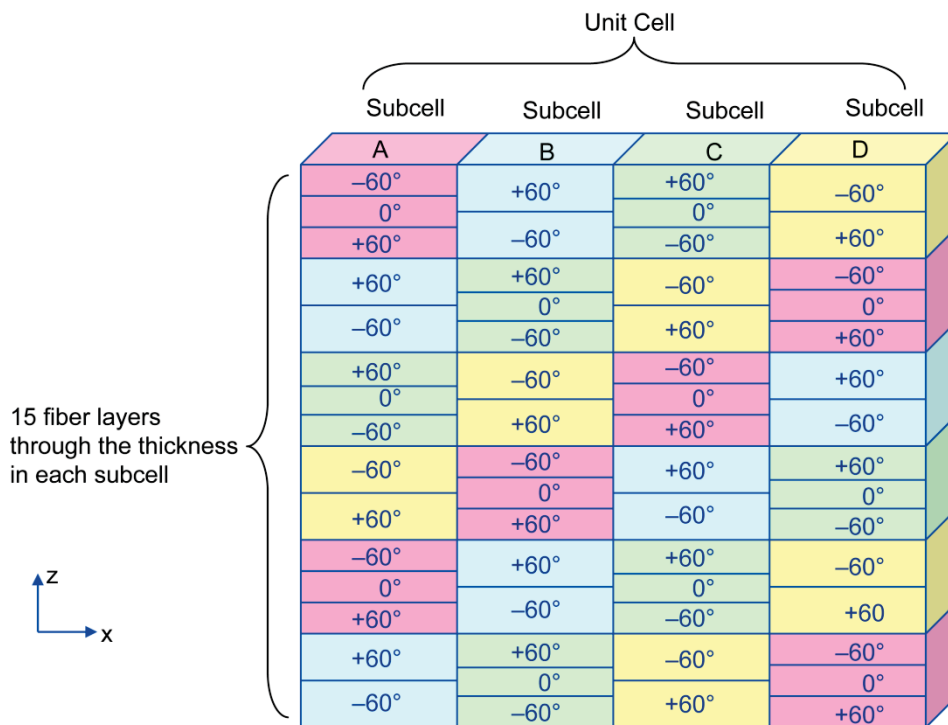 Unit Cell
Subcell Subcell Subcell Subcell
A B C D
–60° +60° +60° –60°
0° 0°
+60° –60° –60° +60°
+60° +60° –60° –60°
0° 0°
–60° –60° +60° +60°
+60° –60° –60° +60°
0° 0°
–60° +60° +60° –60°
15 fiber layers
through the thickness
in each subcell
–60° –60° +60° +60°
0° 0°
+60° +60° –60° –60°
–60° +60° +60° –60°
0° 0°
+60° –60° –60° +60
z
x
+60° +60° –60° –60°
0° 0°
–60° –60° +60° +60°